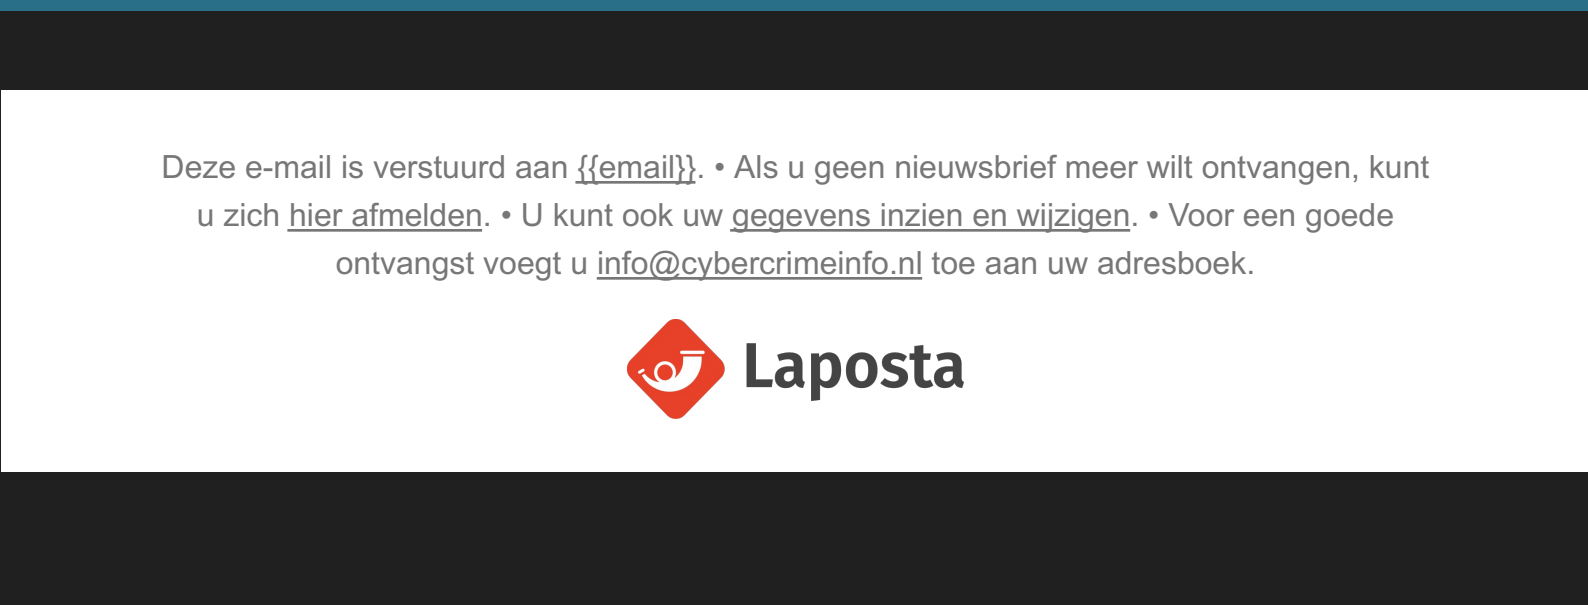 Deze e-mail is verstuurd aan {{email}}. • Als u geen nieuwsbrief meer wilt ontvangen, kunt
u zich hier afmelden. • U kunt ook uw gegevens inzien en wijzigen. • Voor een goede
ontvangst voegt u info@cybercrimeinfo.nl toe aan uw adresboek.
Laposta